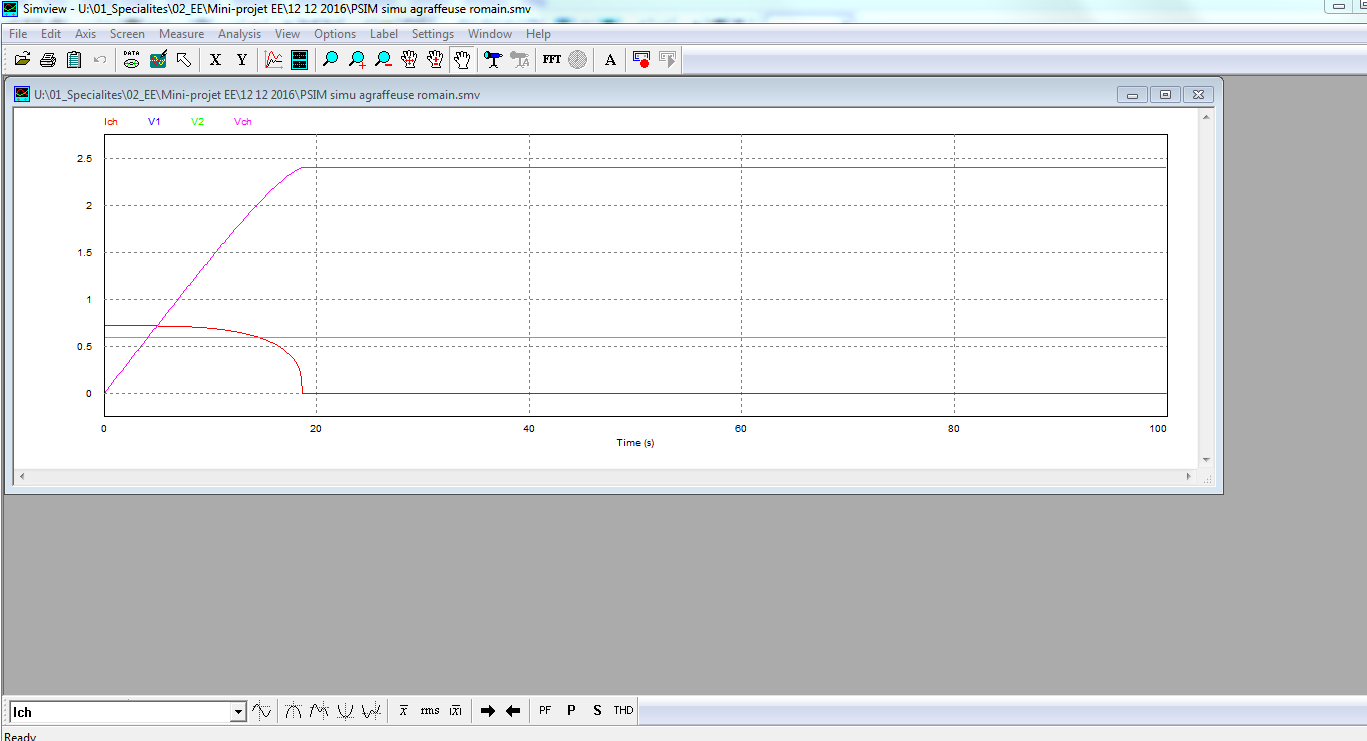 Simview - U:\01_Specialites\02_EE\Mini-projet EE\12 12 2016\PSIM simu agraffeuse romain.smv
File Edit Axis Screen Measure Analysis View Options Label Settings Window Help
DATA X Y FFT A
U:\01_Specialites\02_EE\Mini-projet EE\12 12 2016\PSIM simu agraffeuse romain.smv
Ich V1 V2 Vch
2.5
2
1.5
1
0.5
0
0 20 40 60 80 100
Time (s)
Ich x rms |x| PF P S THD
Ready